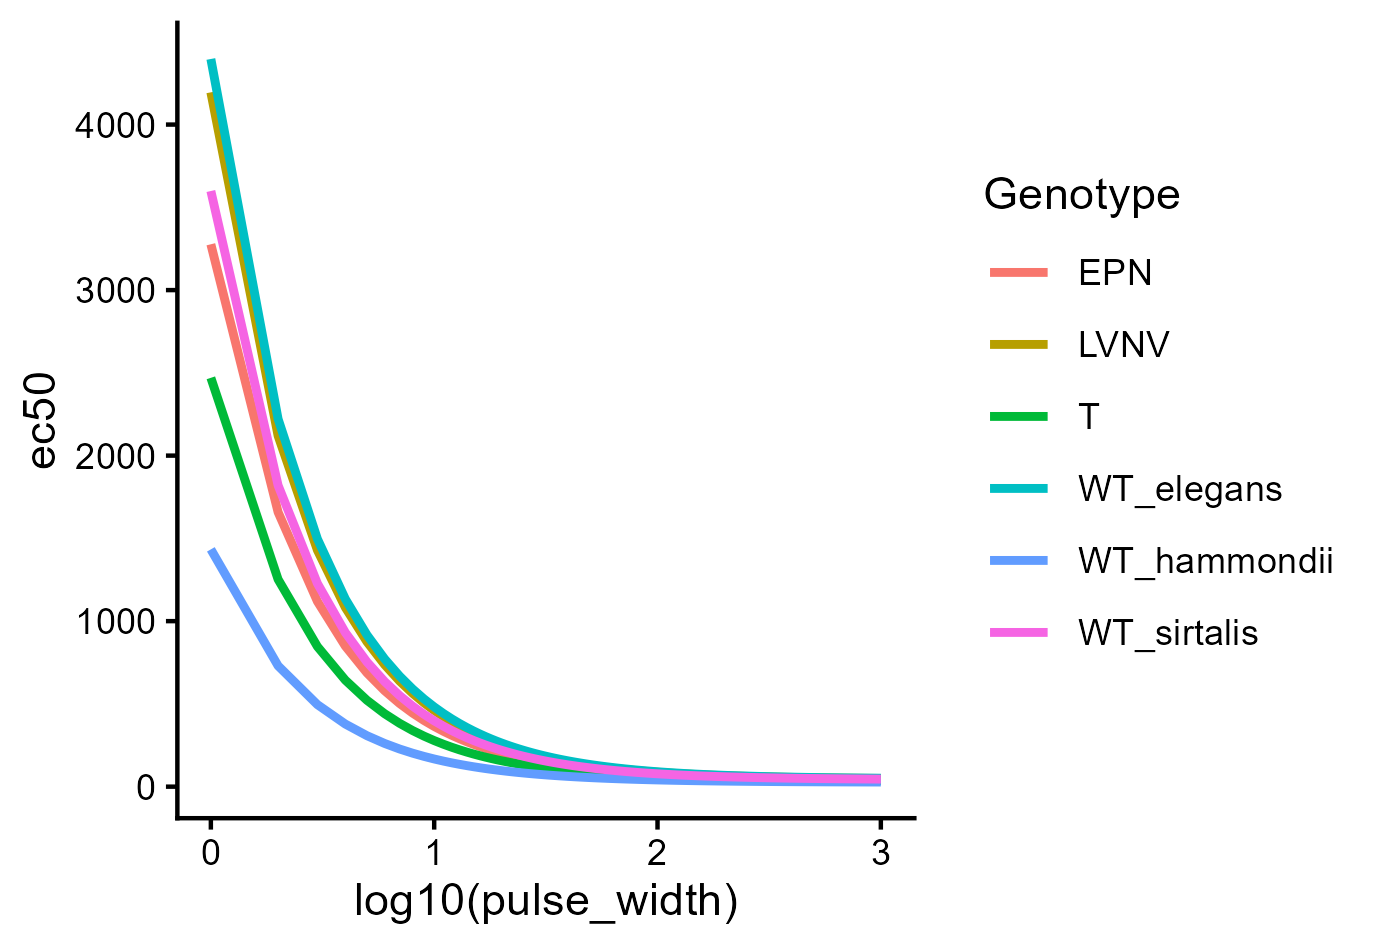 4000
3000
2000
1000
0
ec50
0 1 2 3
log10(pulse_width)
Genotype
EPN
LVNV
T
WT_elegans
WT_hammondii
WT_sirtalis